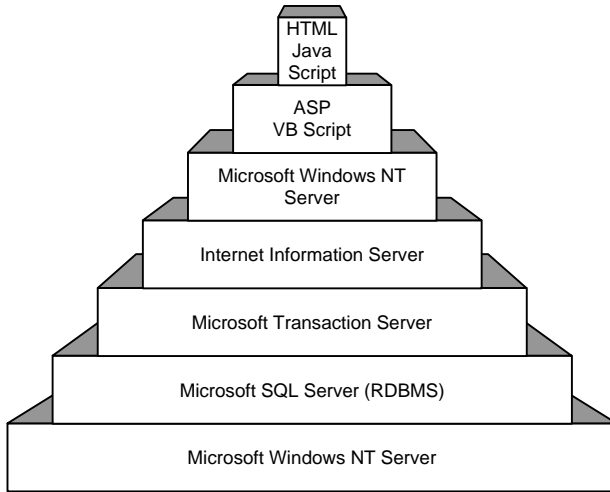 HTML
Java
Script
ASP
VB Script
Microsoft Windows NT
Server
Internet Information Server
Microsoft Transaction Server
Microsoft SQL Server (RDBMS)
Microsoft Windows NT Server